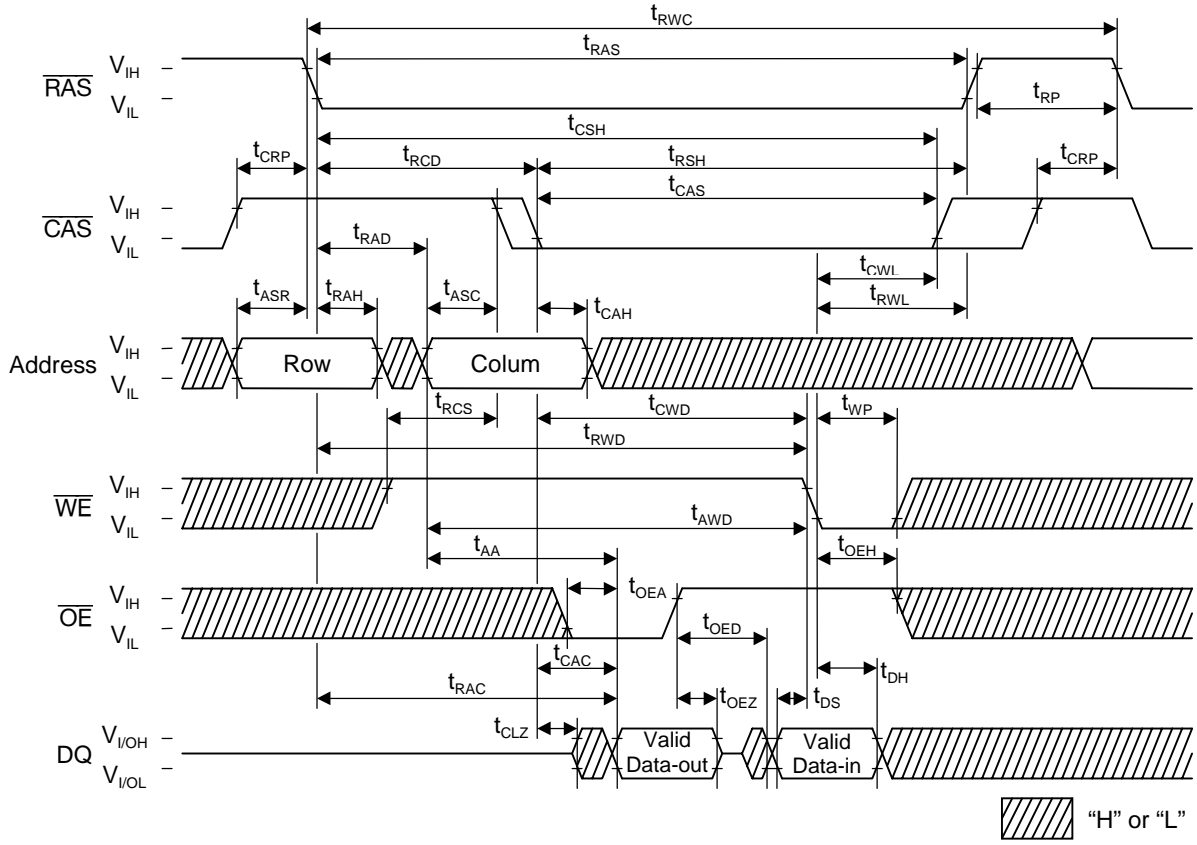 tRWC
tRAS
RAS VIH
VIL
tRP
tCSH
tCRP tRCD tRSH tCRP
tCAS
CAS VIH
VIL
tRAD
tCWL
tASR tRAH tASC tCAH tRWL
Address VIH
VIL
Row Colum
tRCS tCWD tWP
tRWD
WE VIH
VIL
tAWD
tAA tOEH
OE VIH
VIL
tOEA
tOED
tCAC
tRAC tOEZ tDS tDH
tCLZ
DQ VI/OH
VI/OL
Valid Data-out
Valid Data-in
“H” or “L”